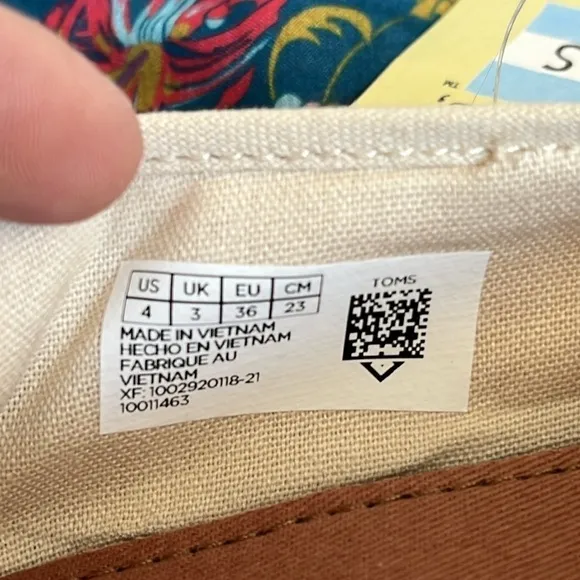 US UK EU CM
4 3 36 23
MADE IN VIETNAM
HECHO EN VIETNAM
FABRIQUE AU
VIETNAM
XF: 1002920118-21
10011463
TOMS
S